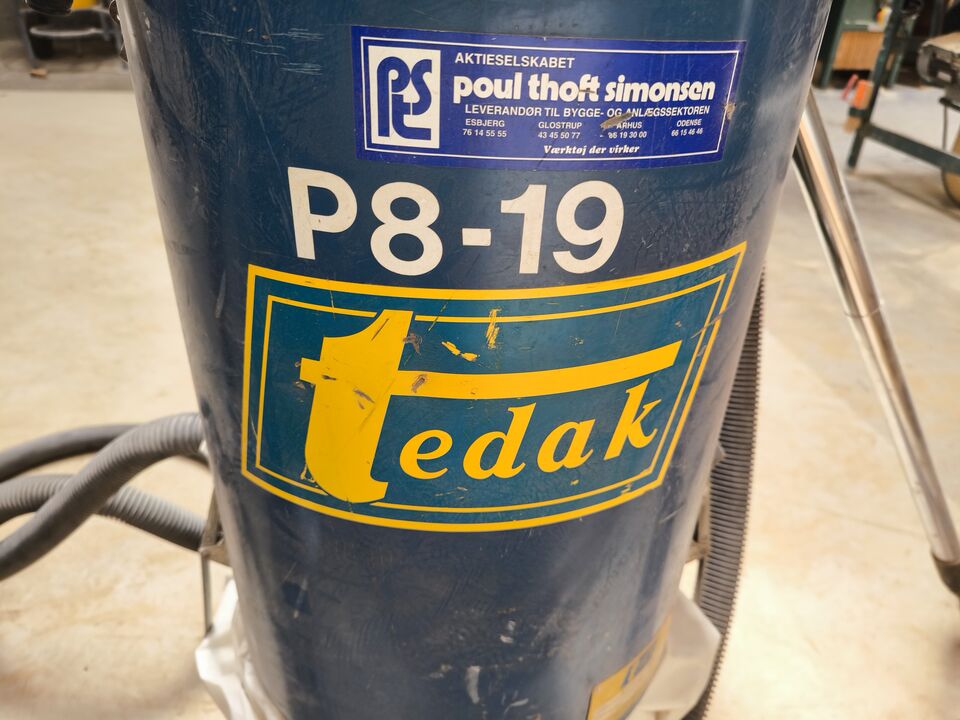 PTS
AKTIESELSKABET
poul thoft simonsen
LEVERANDØR TIL BYGGE- OG ANLÆGSSEKTOREN
ESBJERG GLOSTRUP AARHUS ODENSE
76 14 55 55 43 45 50 77 - 86 19 30 00 66 15 46 46
Værktøj der virker
P8-19
tedak